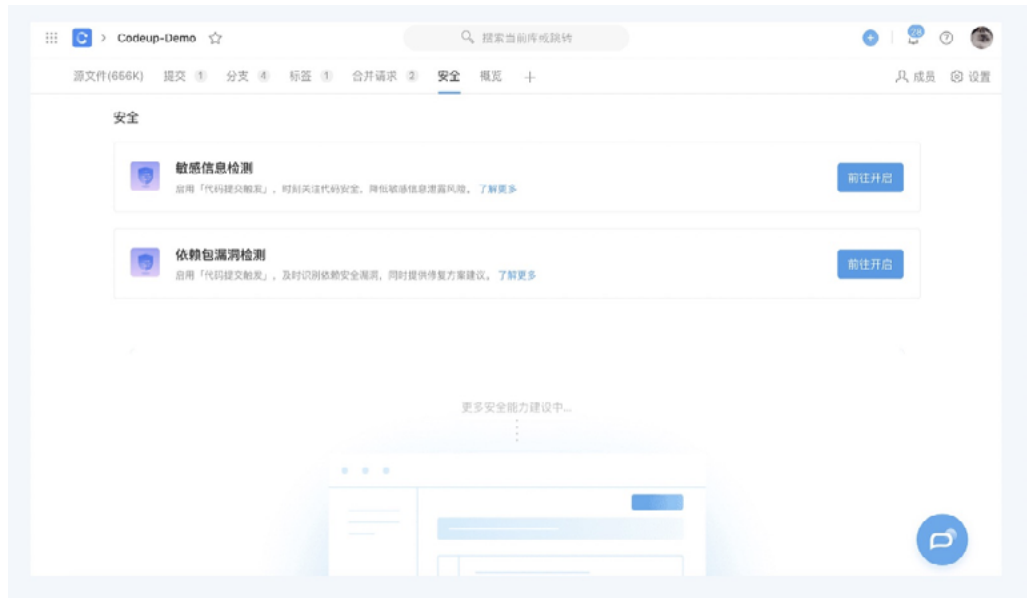 Codeup-Demo
搜索当前库或跳转
28
源文件(656K) 提交 1 分支 4 标签 1 合并请求 2 安全 概览
成员 设置
安全
敏感信息检测
启用「代码提交触发」，时刻关注代码安全，降低敏感信息泄露风险。 了解更多
前往开启
依赖包漏洞检测
启用「代码提交触发」，及时识别依赖安全漏洞，同时提供修复方案建议。 了解更多
前往开启
更多安全能力建设中...